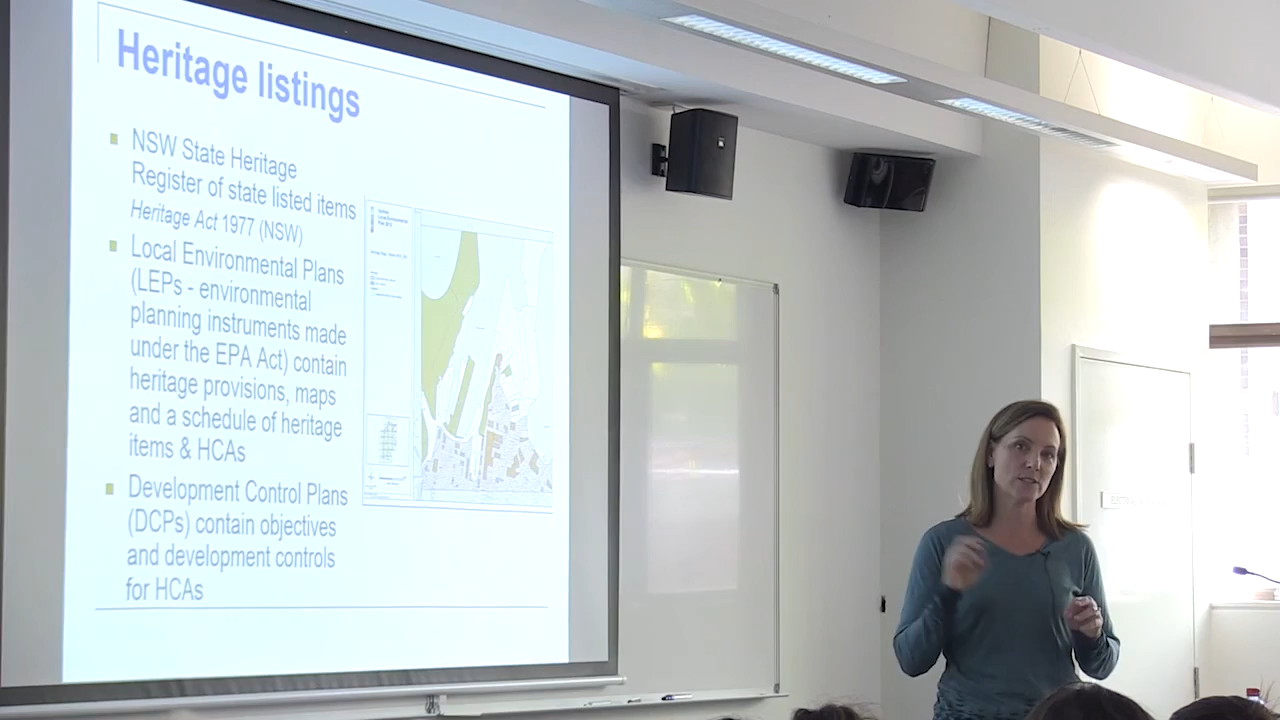 Heritage listings
NSW State Heritage
Register of state listed items
Heritage Act 1977 (NSW)
Local Environmental Plans
(LEPs - environmental
planning instruments made
under the EPA Act) contain
heritage provisions, maps
and a schedule of heritage
items & HCAs
Development Control Plans
(DCPs) contain objectives
and development controls
for HCAs